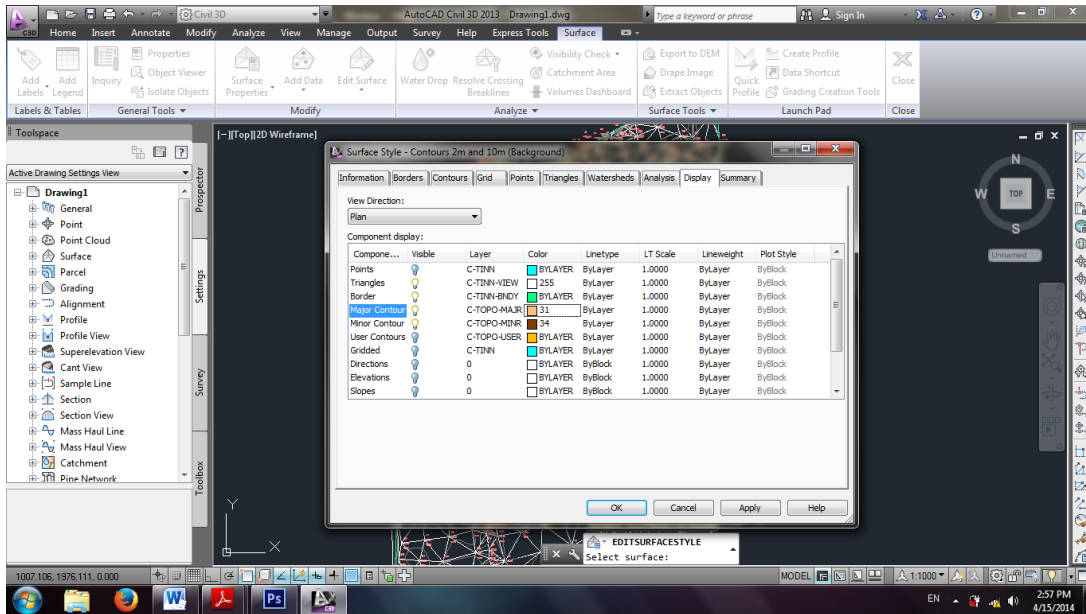 Civil 3D
AutoCAD Civil 3D 2013 Drawing1.dwg
Type a keyword or phrase
Sign In
C3D
Home Insert Annotate Modify Analyze View Manage Output Survey Help Express Tools Surface
Add Labels
Add Legend
Inquiry
Properties
Object Viewer
Isolate Objects
Surface Properties
Add Data
Edit Surface
Water Drop
Resolve Crossing Breaklines
Visibility Check
Catchment Area
Volumes Dashboard
Export to DEM
Drape Image
Extract Objects
Quick Profile
Create Profile
Data Shortcut
Grading Creation Tools
Close
Labels & Tables General Tools Modify Analyze Surface Tools Launch Pad Close
Toolspace
Active Drawing Settings View
Drawing1
General
Point
Point Cloud
Surface
Parcel
Grading
Alignment
Profile
Profile View
Superelevation View
Cant View
Sample Line
Section
Section View
Mass Haul Line
Mass Haul View
Catchment
Pipe Network
Prospector
Settings
Survey
Toolbox
[-][Top][2D Wireframe]
Surface Style - Contours 2m and 10m (Background)
Information Borders Contours Grid Points Triangles Watersheds Analysis Display Summary
View Direction:
Plan
Component display:
Compone... Visible Layer Color Linetype LT Scale Lineweight Plot Style
Points C-TINN BYLAYER ByLayer 1.0000 ByLayer ByBlock
Triangles C-TINN-VIEW 255 ByLayer 1.0000 ByLayer ByBlock
Border C-TINN-BNDY BYLAYER ByLayer 1.0000 ByLayer ByBlock
Major Contour C-TOPO-MAJR 31 ByLayer 1.0000 ByLayer ByBlock
Minor Contour C-TOPO-MINR 34 ByLayer 1.0000 ByLayer ByBlock
User Contours C-TOPO-USER BYLAYER ByLayer 1.0000 ByLayer ByBlock
Gridded C-TINN BYLAYER ByLayer 1.0000 ByLayer ByBlock
Directions 0 BYLAYER ByBlock 1.0000 ByLayer ByBlock
Elevations 0 BYLAYER ByBlock 1.0000 ByLayer ByBlock
Slopes 0 BYLAYER ByBlock 1.0000 ByLayer ByBlock
OK Cancel Apply Help
N
W TOP E
S
Unnamed
Y
X
EDITSURFACESTYLE
Select surface:
1007.106, 1976.111, 0.000
MODEL
1:1000
W
Ps
C3D
EN
2:57 PM
4/15/2014